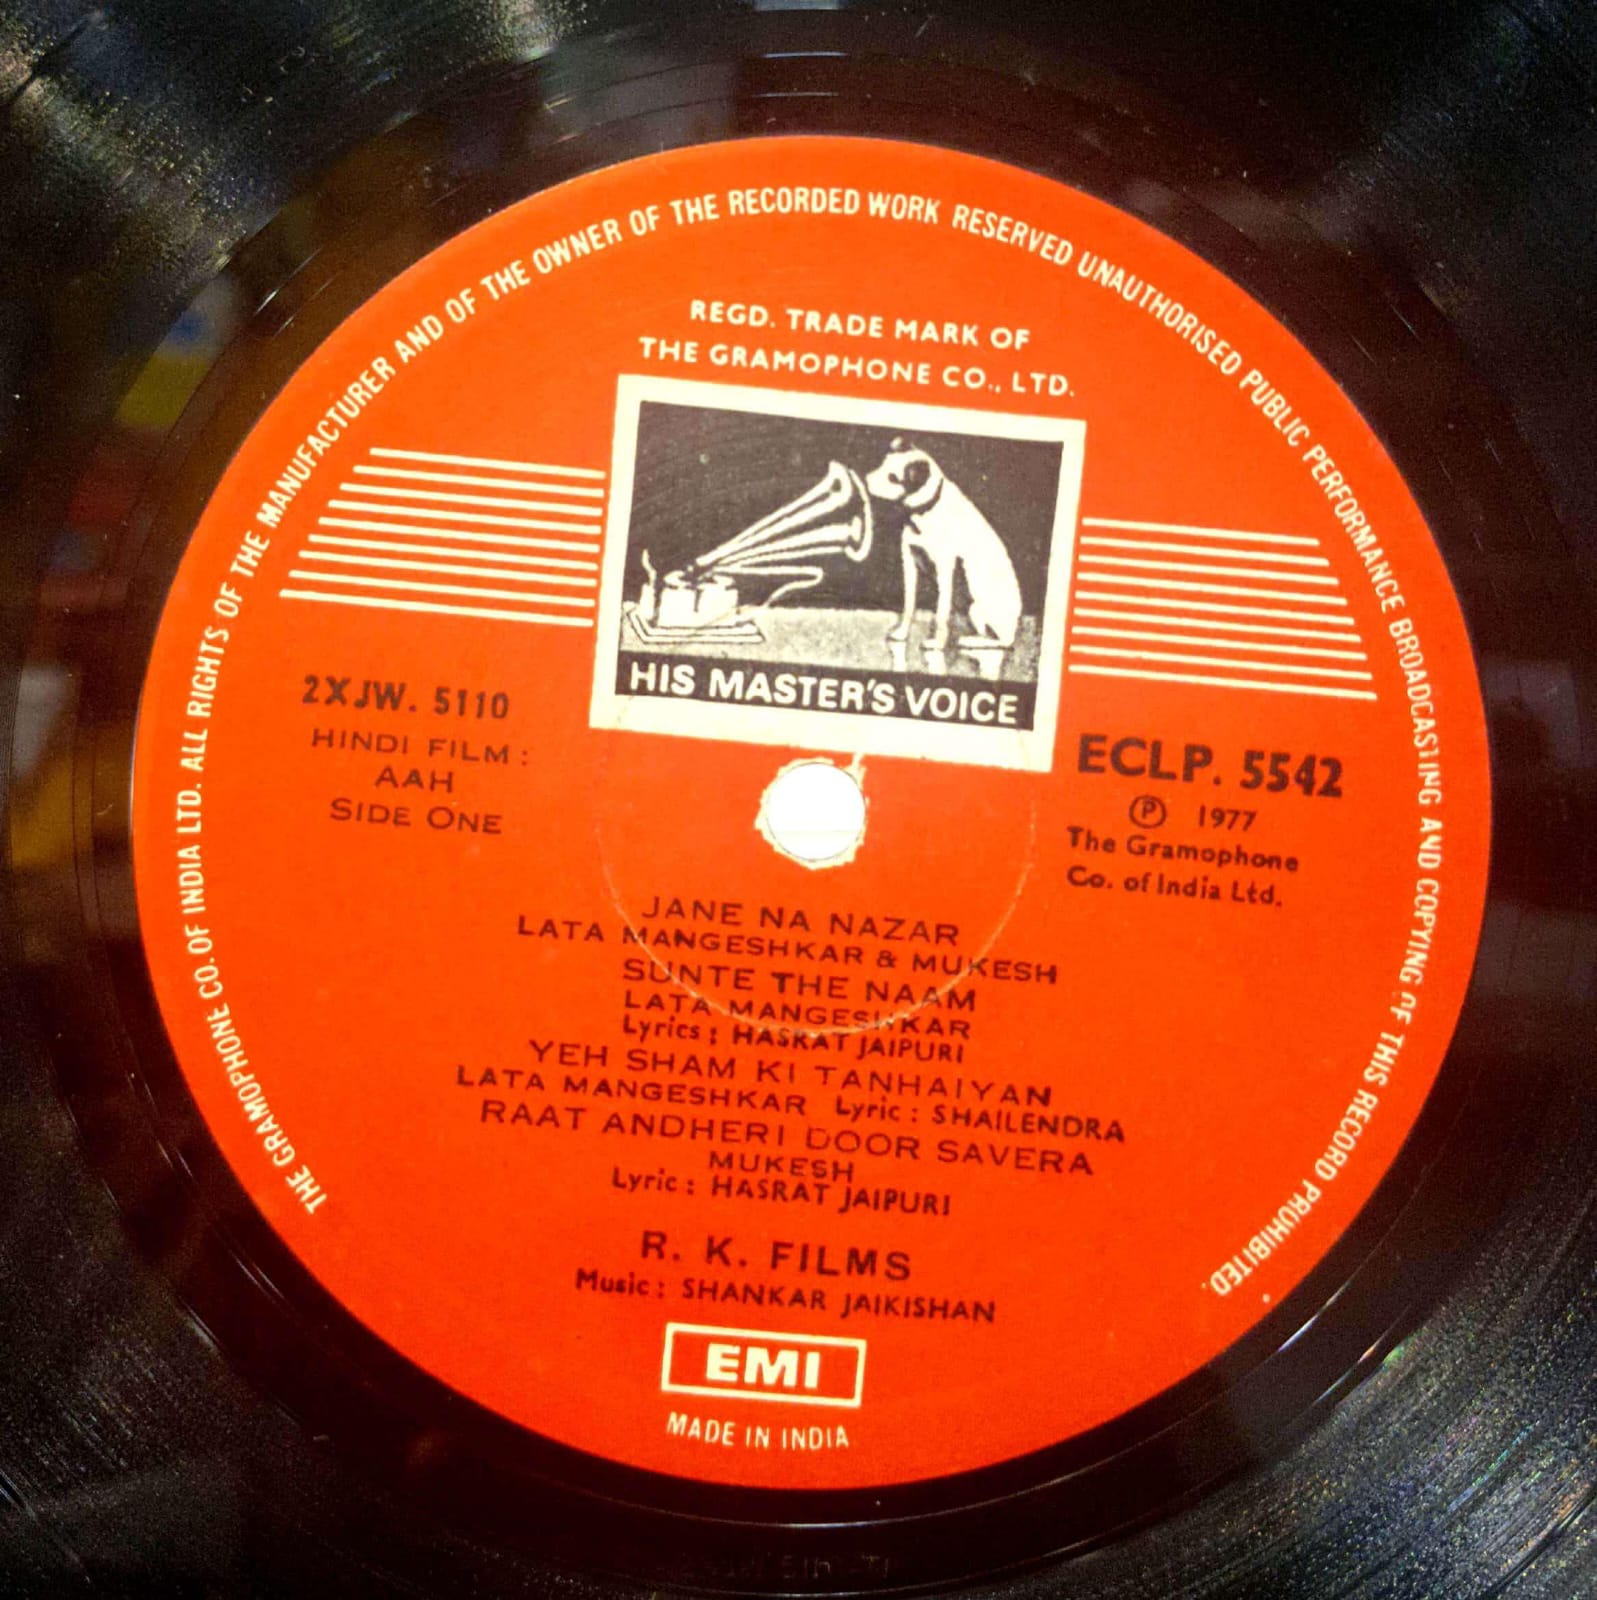 THE GRAMOPHONE CO. OF INDIA LTD. ALL RIGHTS OF THE MANUFACTURER AND OF THE OWNER OF THE RECORDED WORK RESERVED UNAUTHORISED PUBLIC PERFORMANCE BROADCASTING AND COPYING OF THIS RECORD PROHIBITED.
REGD. TRADE MARK OF
THE GRAMOPHONE CO., LTD.
HIS MASTER'S VOICE
2XJW. 5110
HINDI FILM :
AAH
SIDE ONE
ECLP. 5542
Ⓟ 1977
The Gramophone
Co. of India Ltd.
JANE NA NAZAR
LATA MANGESHKAR & MUKESH
SUNTE THE NAAM
LATA MANGESHKAR
Lyrics : HASRAT JAIPURI
YEH SHAM KI TANHAIYAN
LATA MANGESHKAR Lyric : SHAILENDRA
RAAT ANDHERI DOOR SAVERA
MUKESH
Lyric : HASRAT JAIPURI
R. K. FILMS
Music : SHANKAR JAIKISHAN
EMI
MADE IN INDIA